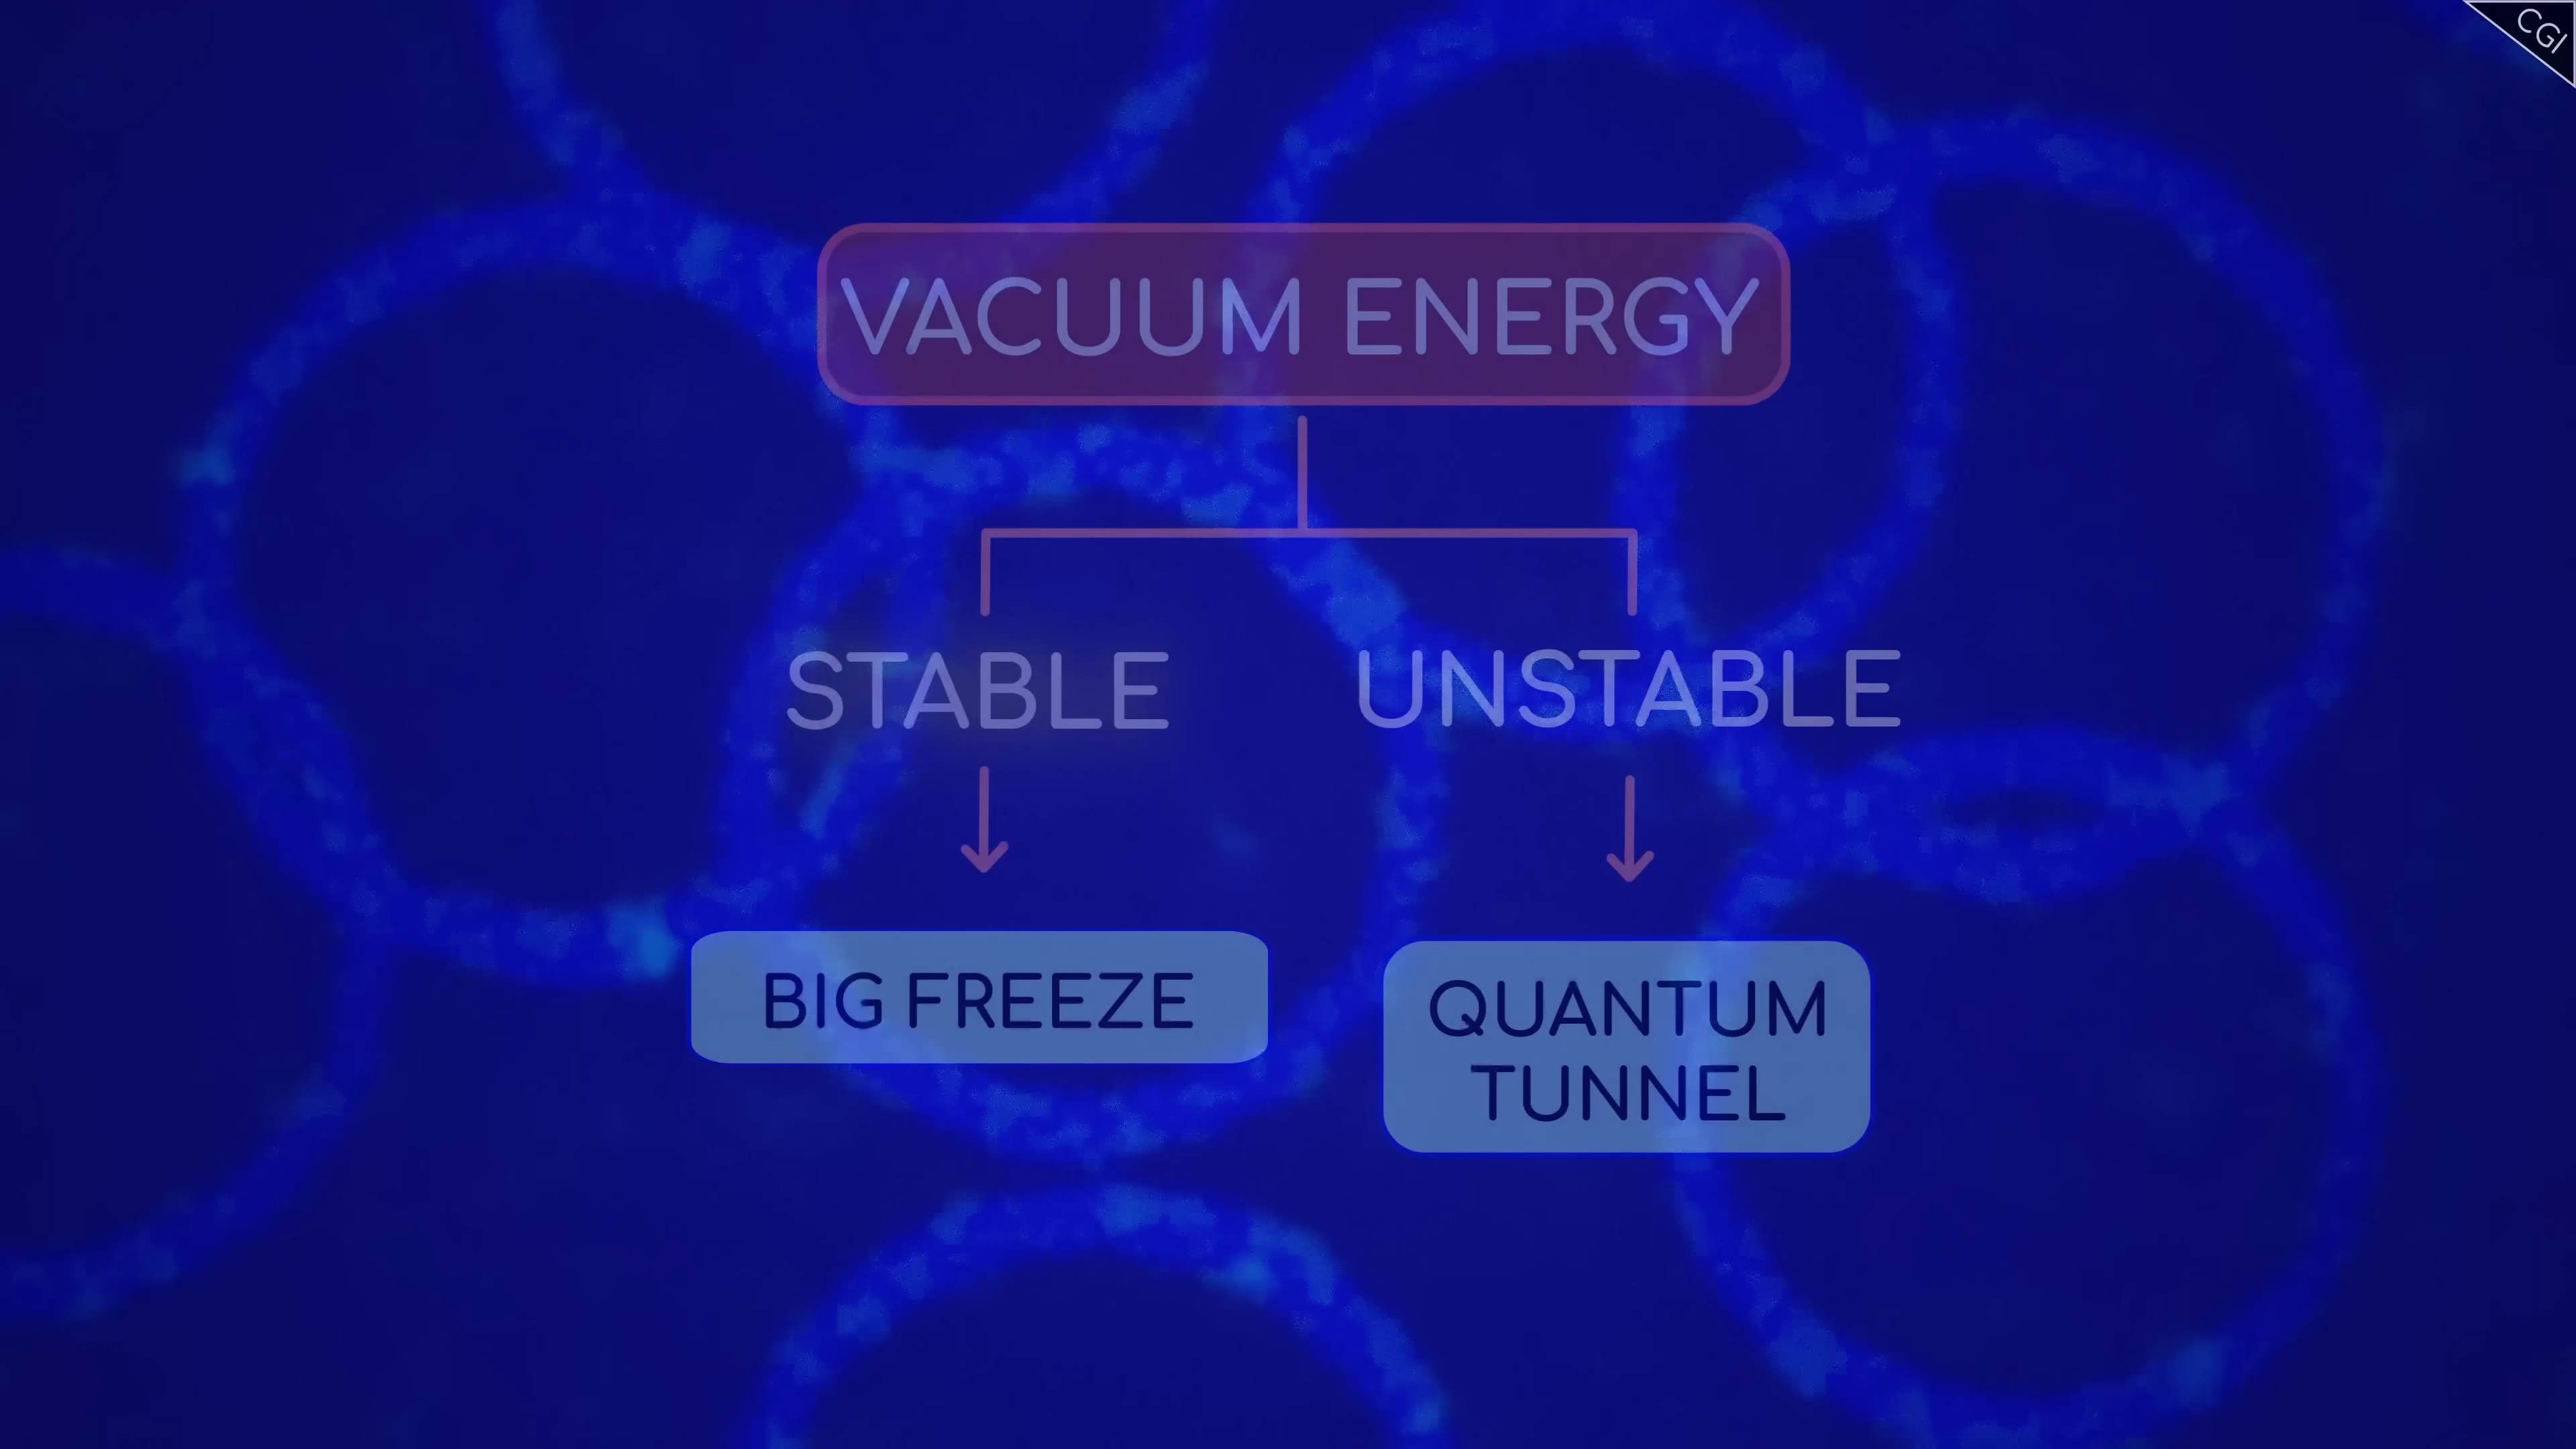 CGI
VACUUM ENERGY
STABLE
UNSTABLE
BIG FREEZE
QUANTUM
TUNNEL